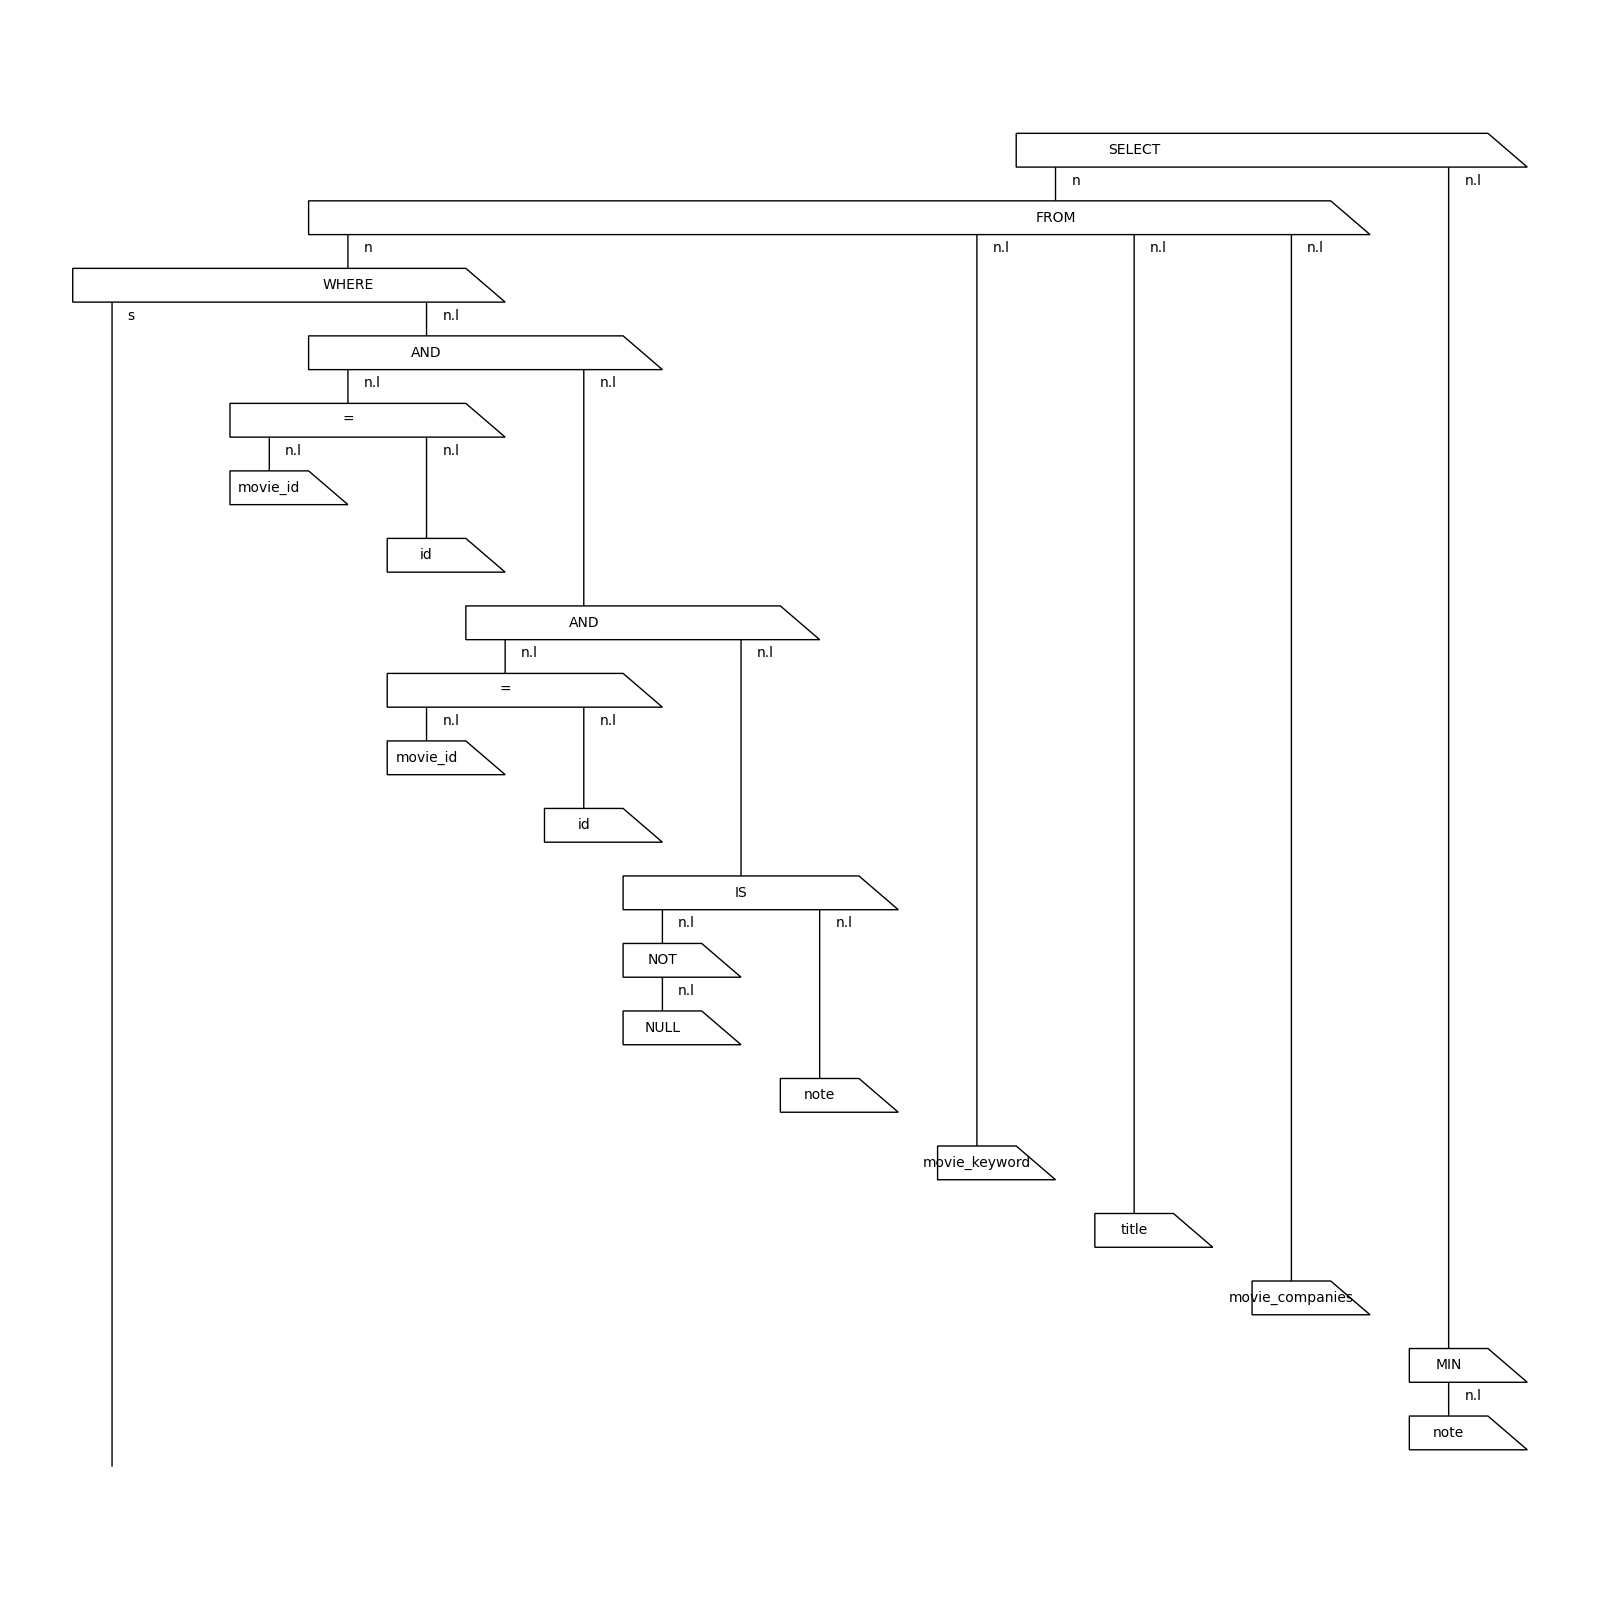 SELECT
n n.l
FROM
n n.l n.l n.l
WHERE
s n.l
AND
n.l n.l
=
n.l n.l
movie_id
id
AND
n.l n.l
=
n.l n.l
movie_id
id
IS
n.l n.l
NOT
n.l
NULL
note
movie_keyword
title
movie_companies
MIN
n.l
note